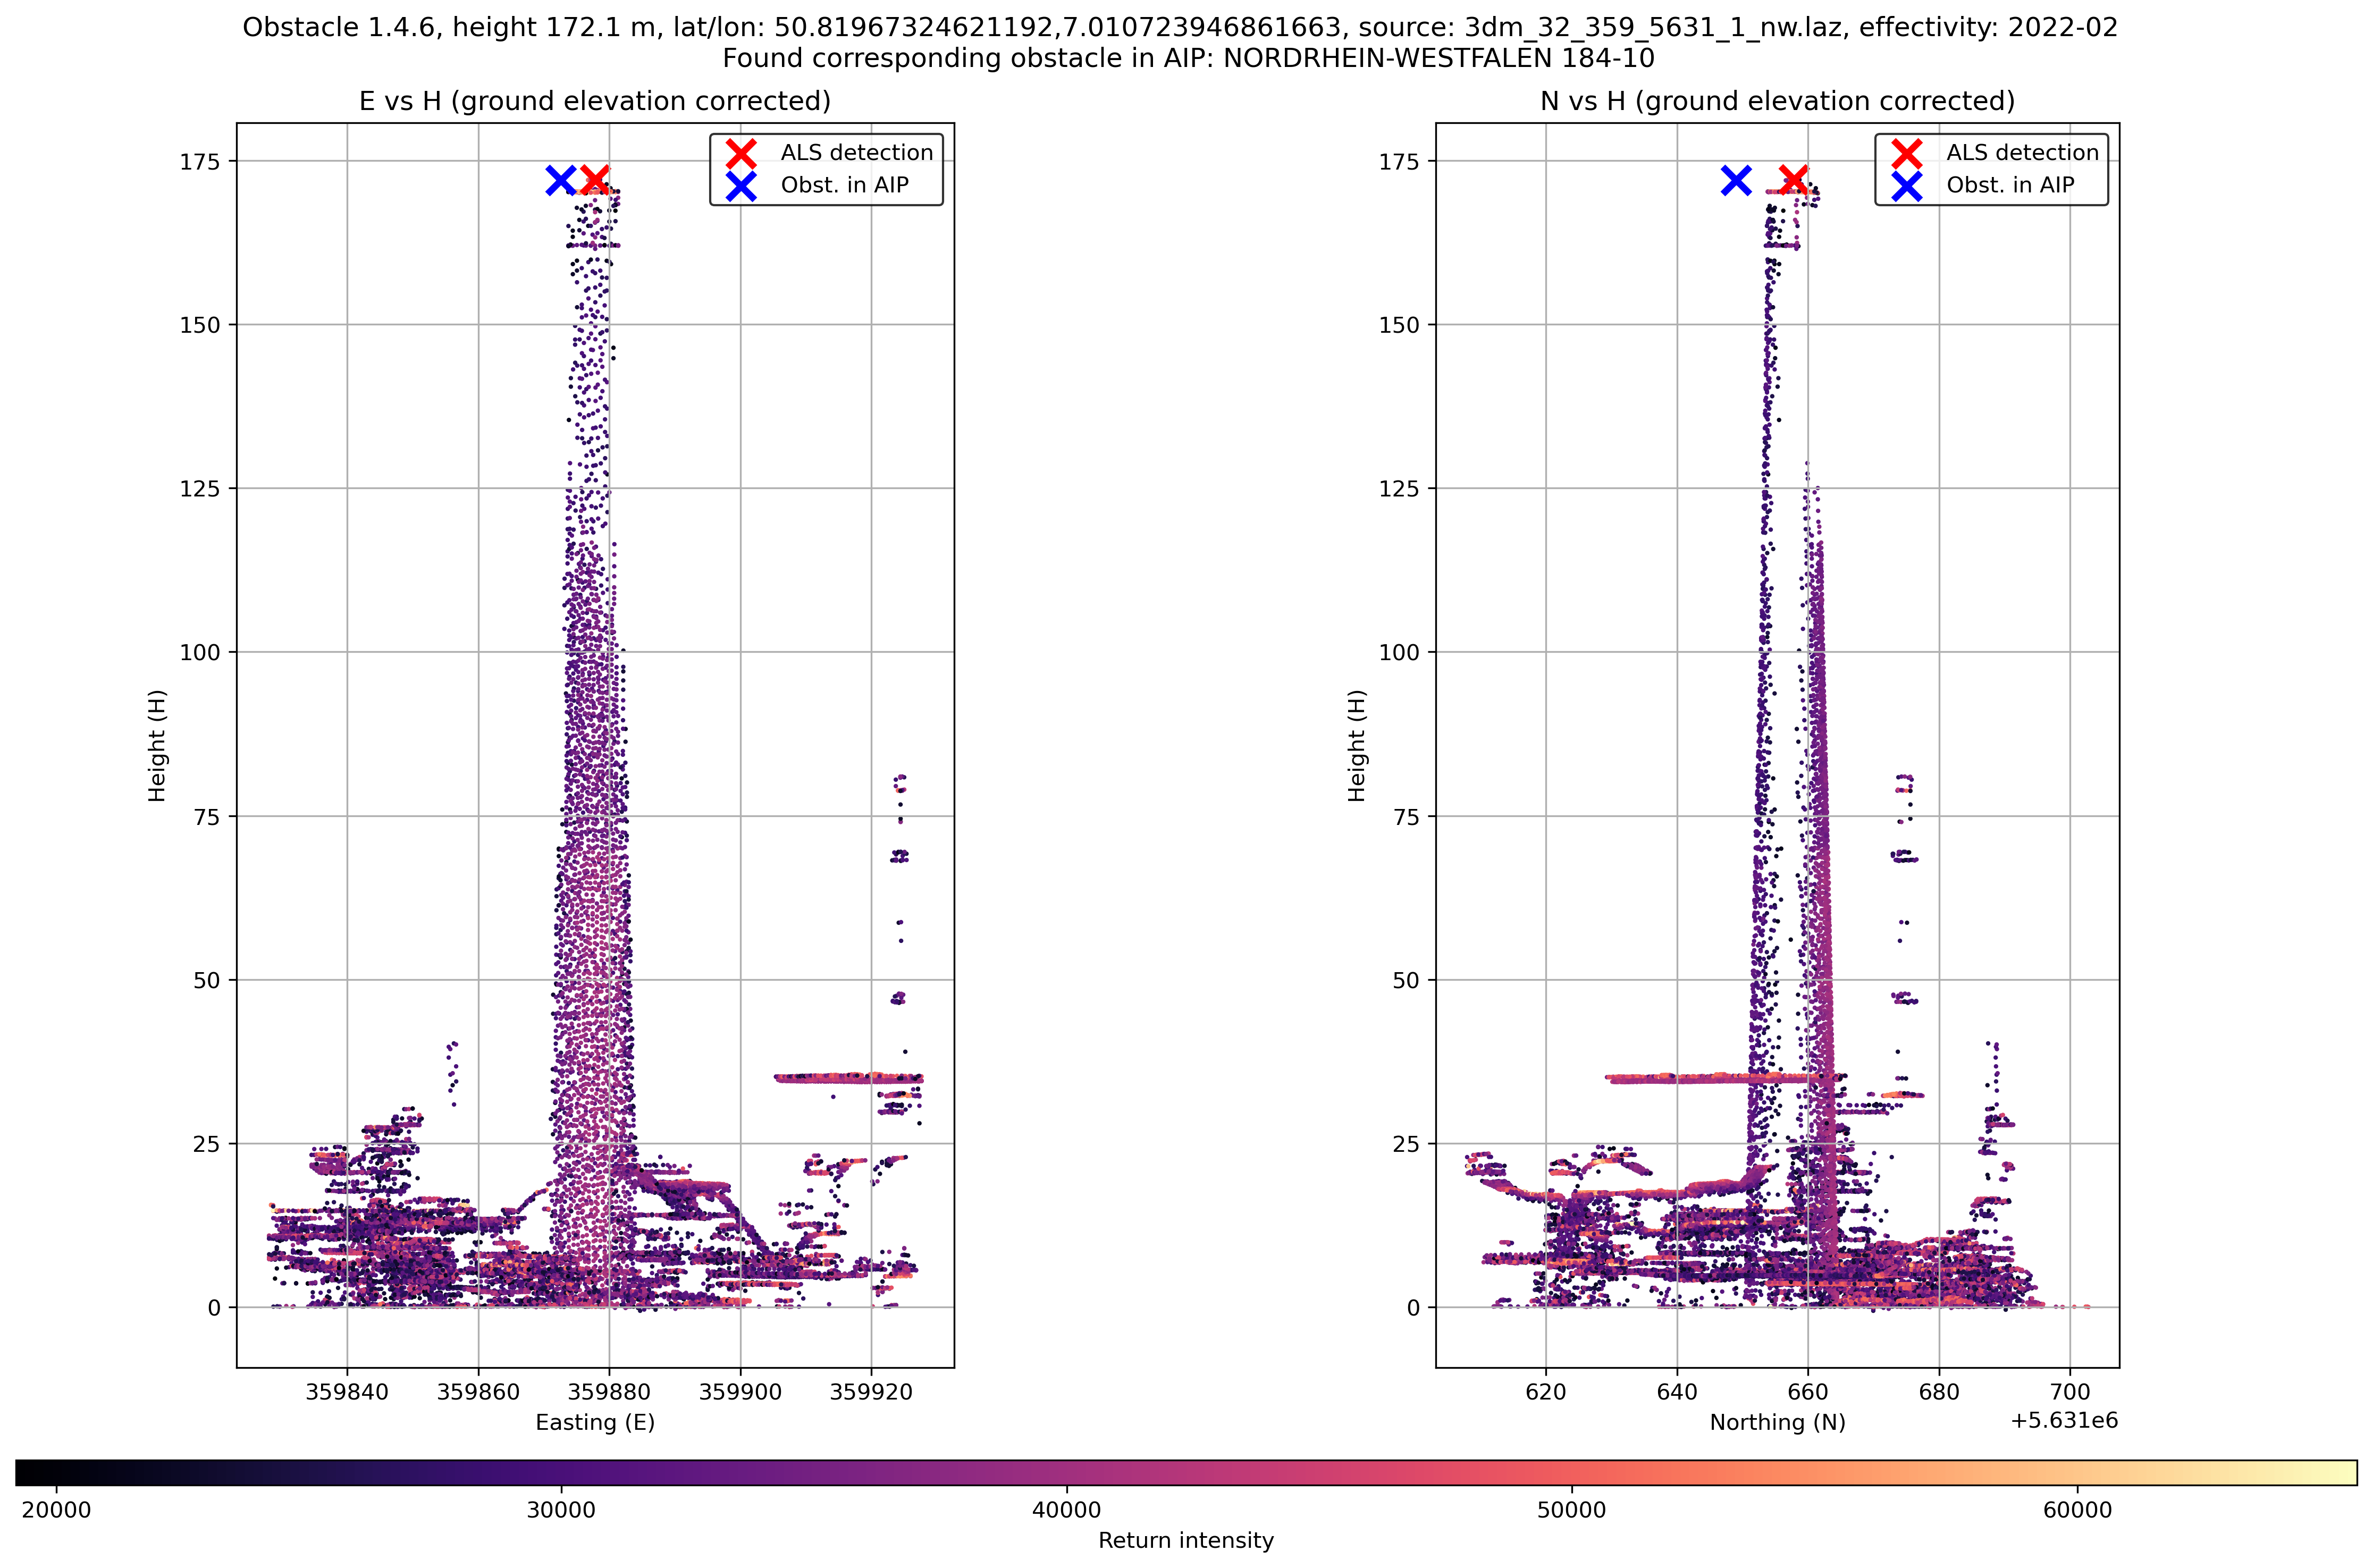 Obstacle 1.4.6, height 172.1 m, lat/lon: 50.81967324621192,7.010723946861663, source: 3dm_32_359_5631_1_nw.laz, effectivity: 2022-02
Found corresponding obstacle in AIP: NORDRHEIN-WESTFALEN 184-10
E vs H (ground elevation corrected)
ALS detection
Obst. in AIP
175
150
125
100
75
50
25
0
Height (H)
359840 359860 359880 359900 359920
Easting (E)
N vs H (ground elevation corrected)
ALS detection
Obst. in AIP
175
150
125
100
75
50
25
0
Height (H)
620 640 660 680 700
Northing (N)
+5.631e6
20000 30000 40000 50000 60000
Return intensity